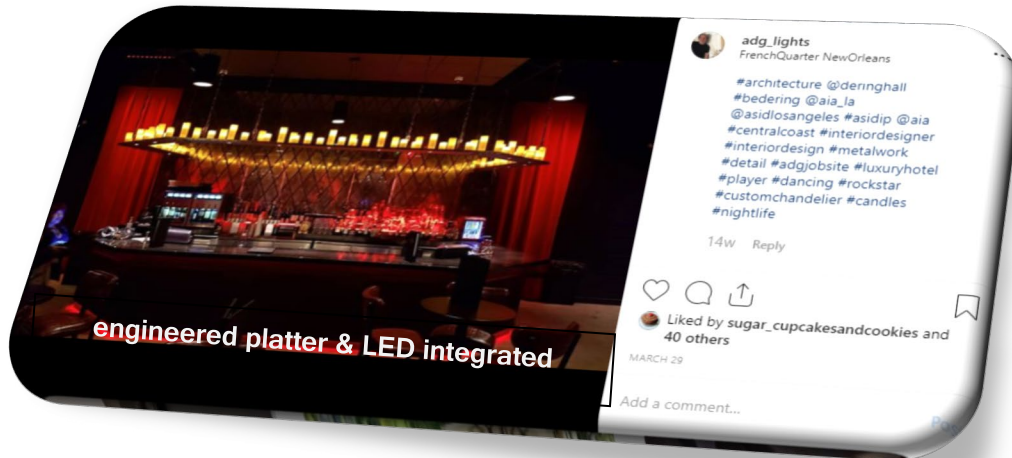 adg_lights
FrenchQuarter NewOrleans
#architecture @deringhall
#bedering @aia_la
@asidlosangeles #asidip @aia
#centralcoast #interiordesigner
#interiordesign #metalwork
#detail #adgjobsite #luxuryhotel
#player #dancing #rockstar
#customchandelier #candles
#nightlife
14w Reply
Liked by sugar_cupcakesandcookies and
40 others
MARCH 29
Add a comment...
engineered platter & LED integrated